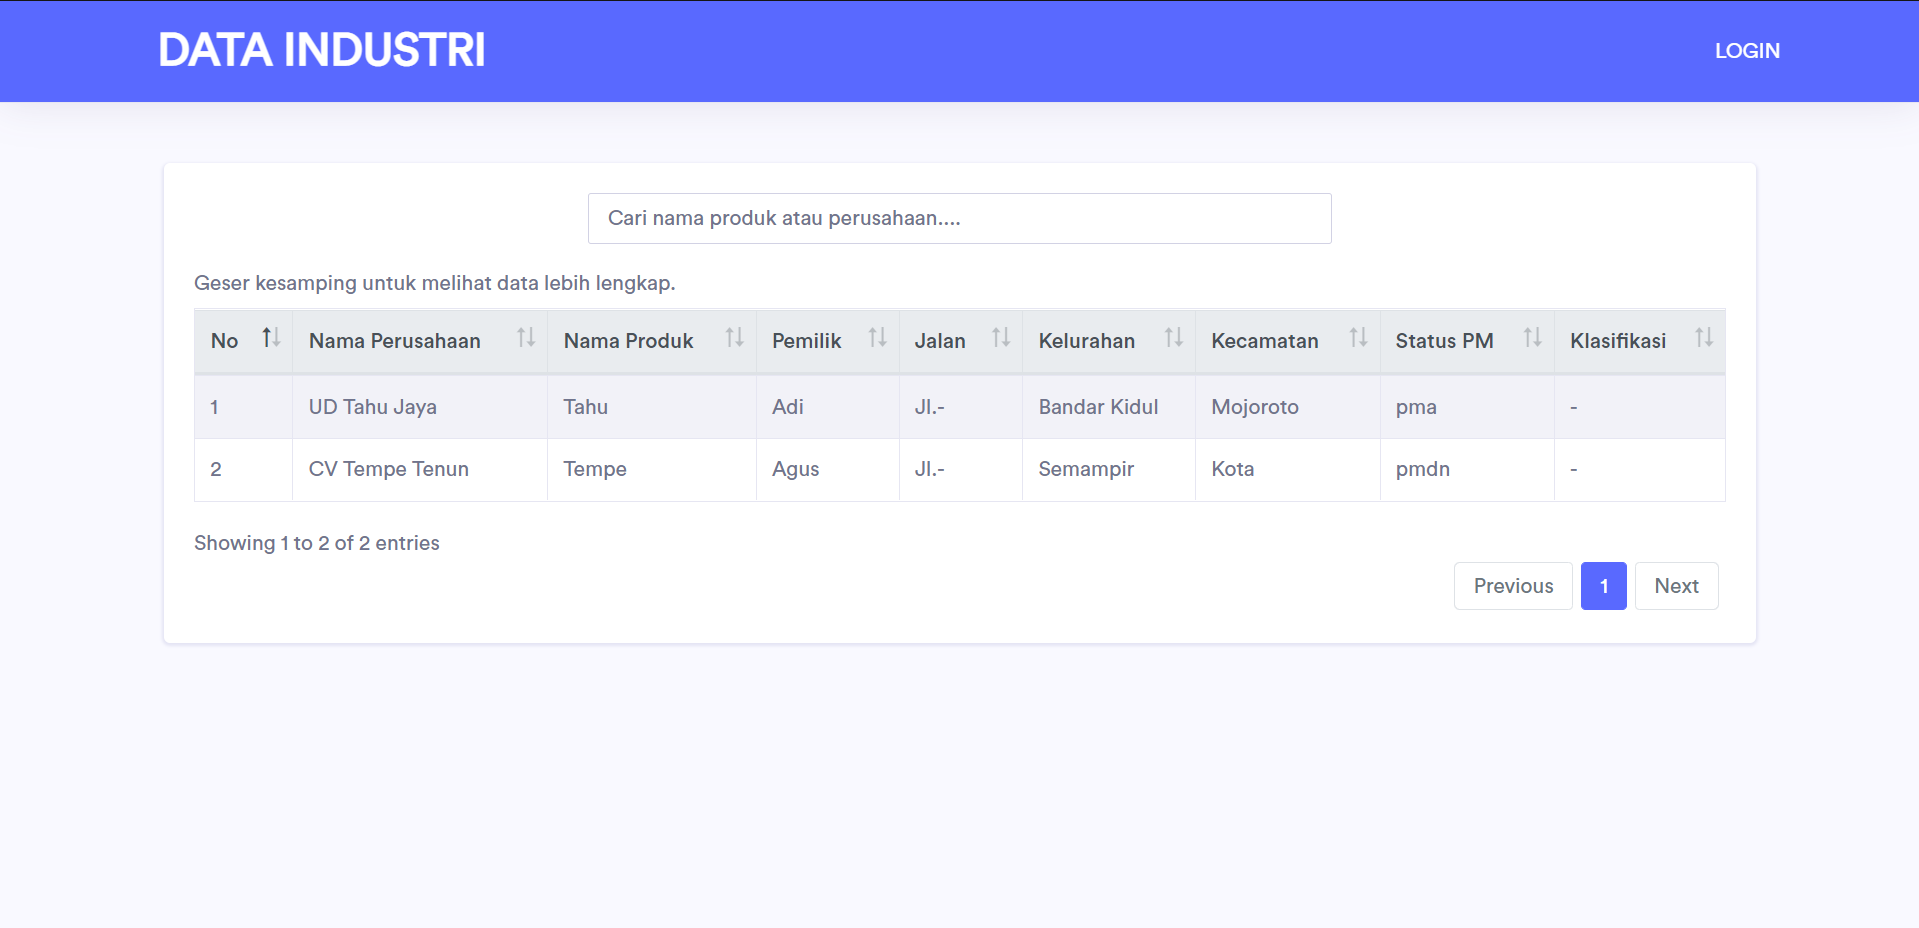 DATA INDUSTRI LOGIN
Cari nama produk atau perusahaan....
Geser kesamping untuk melihat data lebih lengkap.
No Nama Perusahaan Nama Produk Pemilik Jalan Kelurahan Kecamatan Status PM Klasifikasi
1 UD Tahu Jaya Tahu Adi Jl.- Bandar Kidul Mojoroto pma -
2 CV Tempe Tenun Tempe Agus Jl.- Semampir Kota pmdn -
Showing 1 to 2 of 2 entries
Previous 1 Next